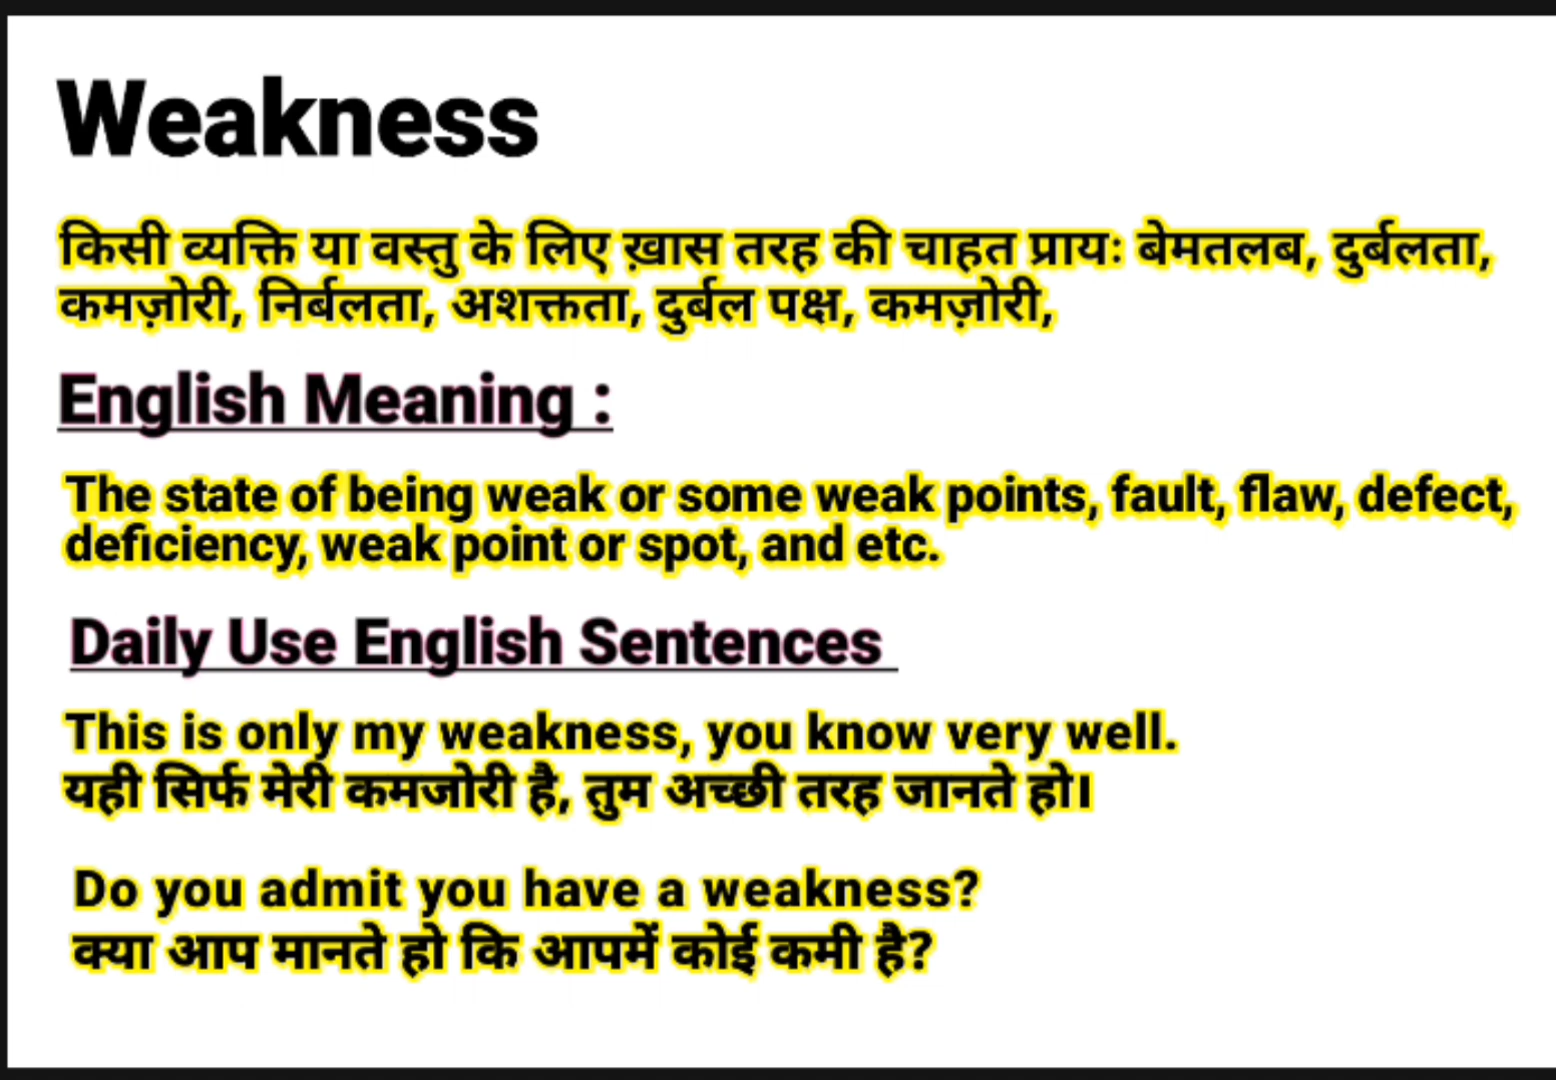 Weakness
किसी व्यक्ति या वस्तु के लिए ख़ास तरह की चाहत प्रायः बेमतलब, दुर्बलता,
कमज़ोरी, निर्बलता, अशक्तता, दुर्बल पक्ष, कमज़ोरी,
English Meaning :
The state of being weak or some weak points, fault, flaw, defect,
deficiency, weak point or spot, and etc.
Daily Use English Sentences
This is only my weakness, you know very well.
यही सिर्फ मेरी कमजोरी है, तुम अच्छी तरह जानते हो।
Do you admit you have a weakness?
क्या आप मानते हो कि आपमें कोई कमी है?